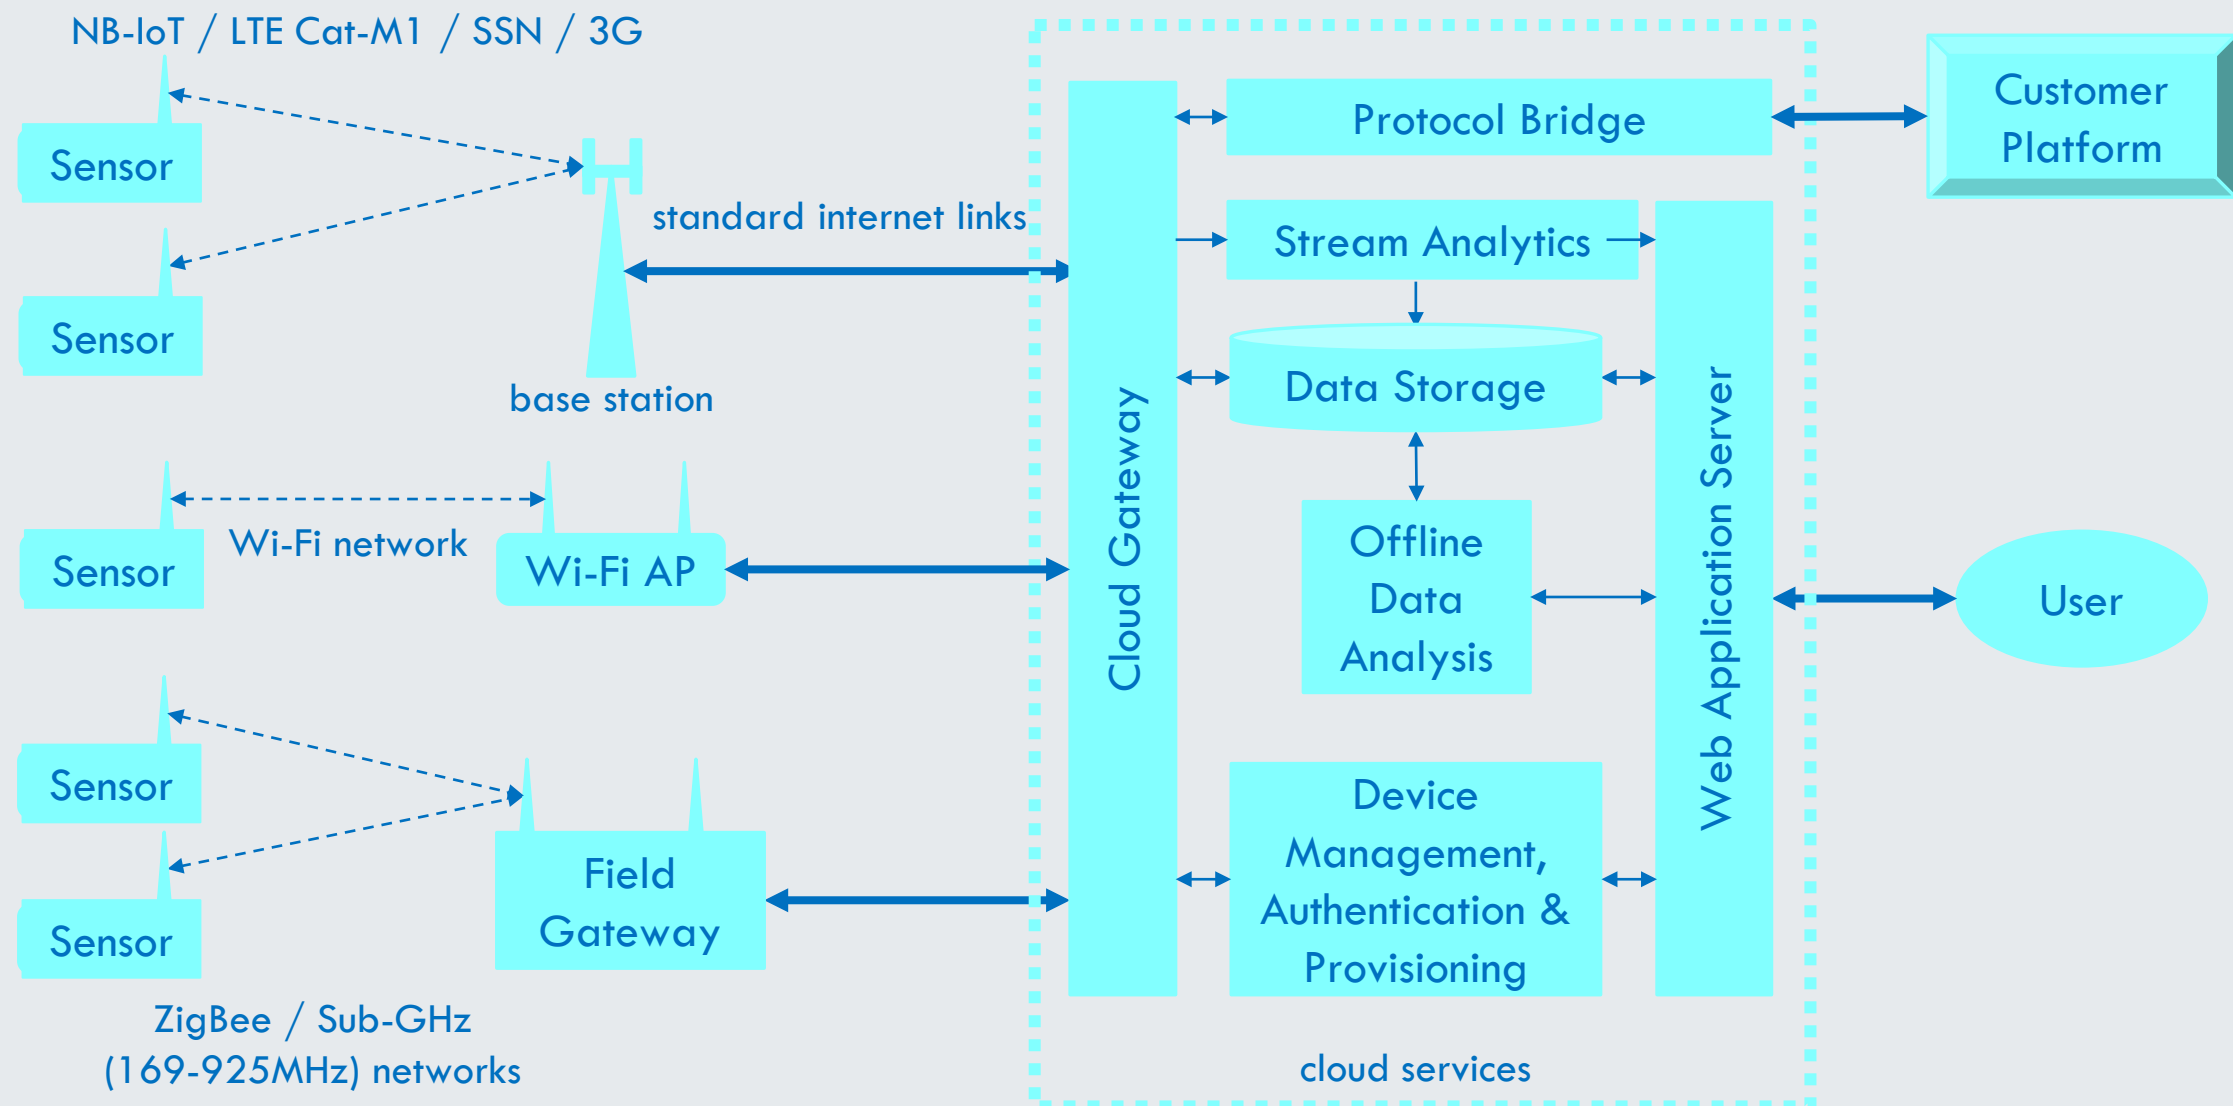 NB-IoT / LTE Cat-M1 / SSN / 3G
Sensor
Sensor
standard internet links
base station
Sensor
Wi-Fi network
Wi-Fi AP
Sensor
Sensor
Field
Gateway
ZigBee / Sub-GHz
(169-925MHz) networks
Cloud Gateway
Protocol Bridge
Stream Analytics
Data Storage
Offline
Data
Analysis
Device
Management,
Authentication &
Provisioning
Web Application Server
cloud services
Customer
Platform
User